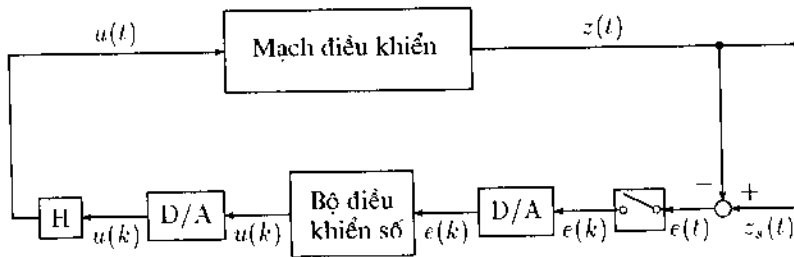 u(t)
Mạch điều khiển
z(t)
− +
H
D/A
Bộ điều
khiển số
D/A
u(k)
u(k)
e(k)
e(k)
e(t)
z_s(t)